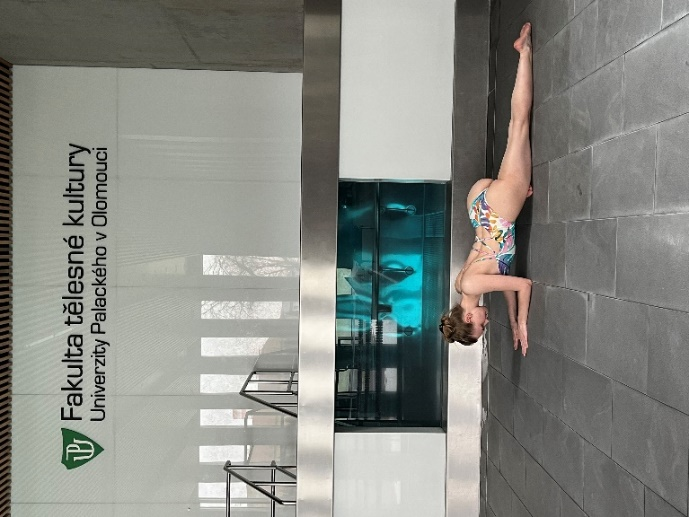 Fakulta tělesné kultury
Univerzity Palackého v Olomouci